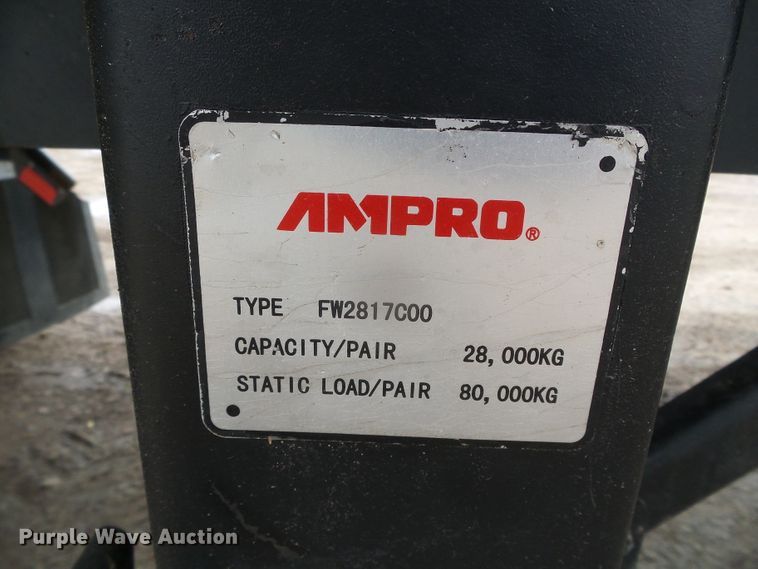 AMPRO®
TYPE FW2817C00
CAPACITY/PAIR 28,000KG
STATIC LOAD/PAIR 80,000KG
Purple Wave Auction